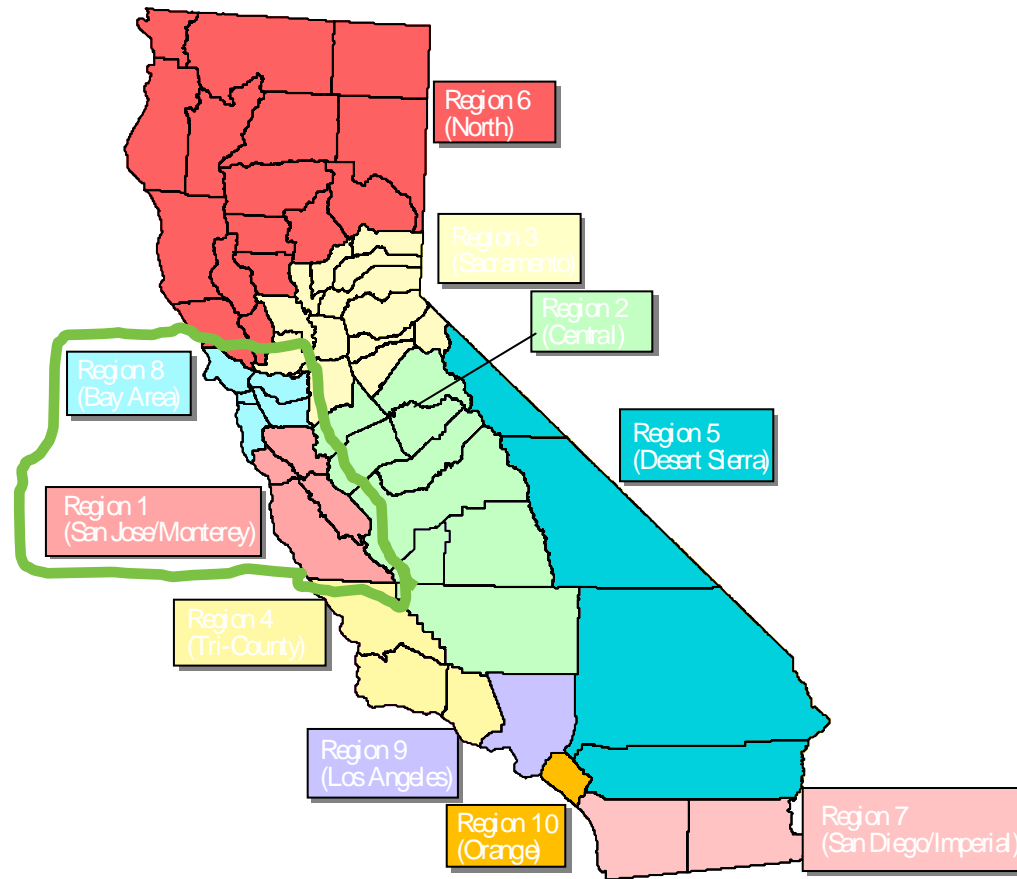 Region 6
(North)
Region 3
(Sacramento)
Region 2
(Central)
Region 8
(Bay Area)
Region 5
(Desert Sierra)
Region 1
(San Jose/Monterey)
Region 4
(Tri-County)
Region 9
(Los Angeles)
Region 10
(Orange)
Region 7
(San Diego/Imperial)